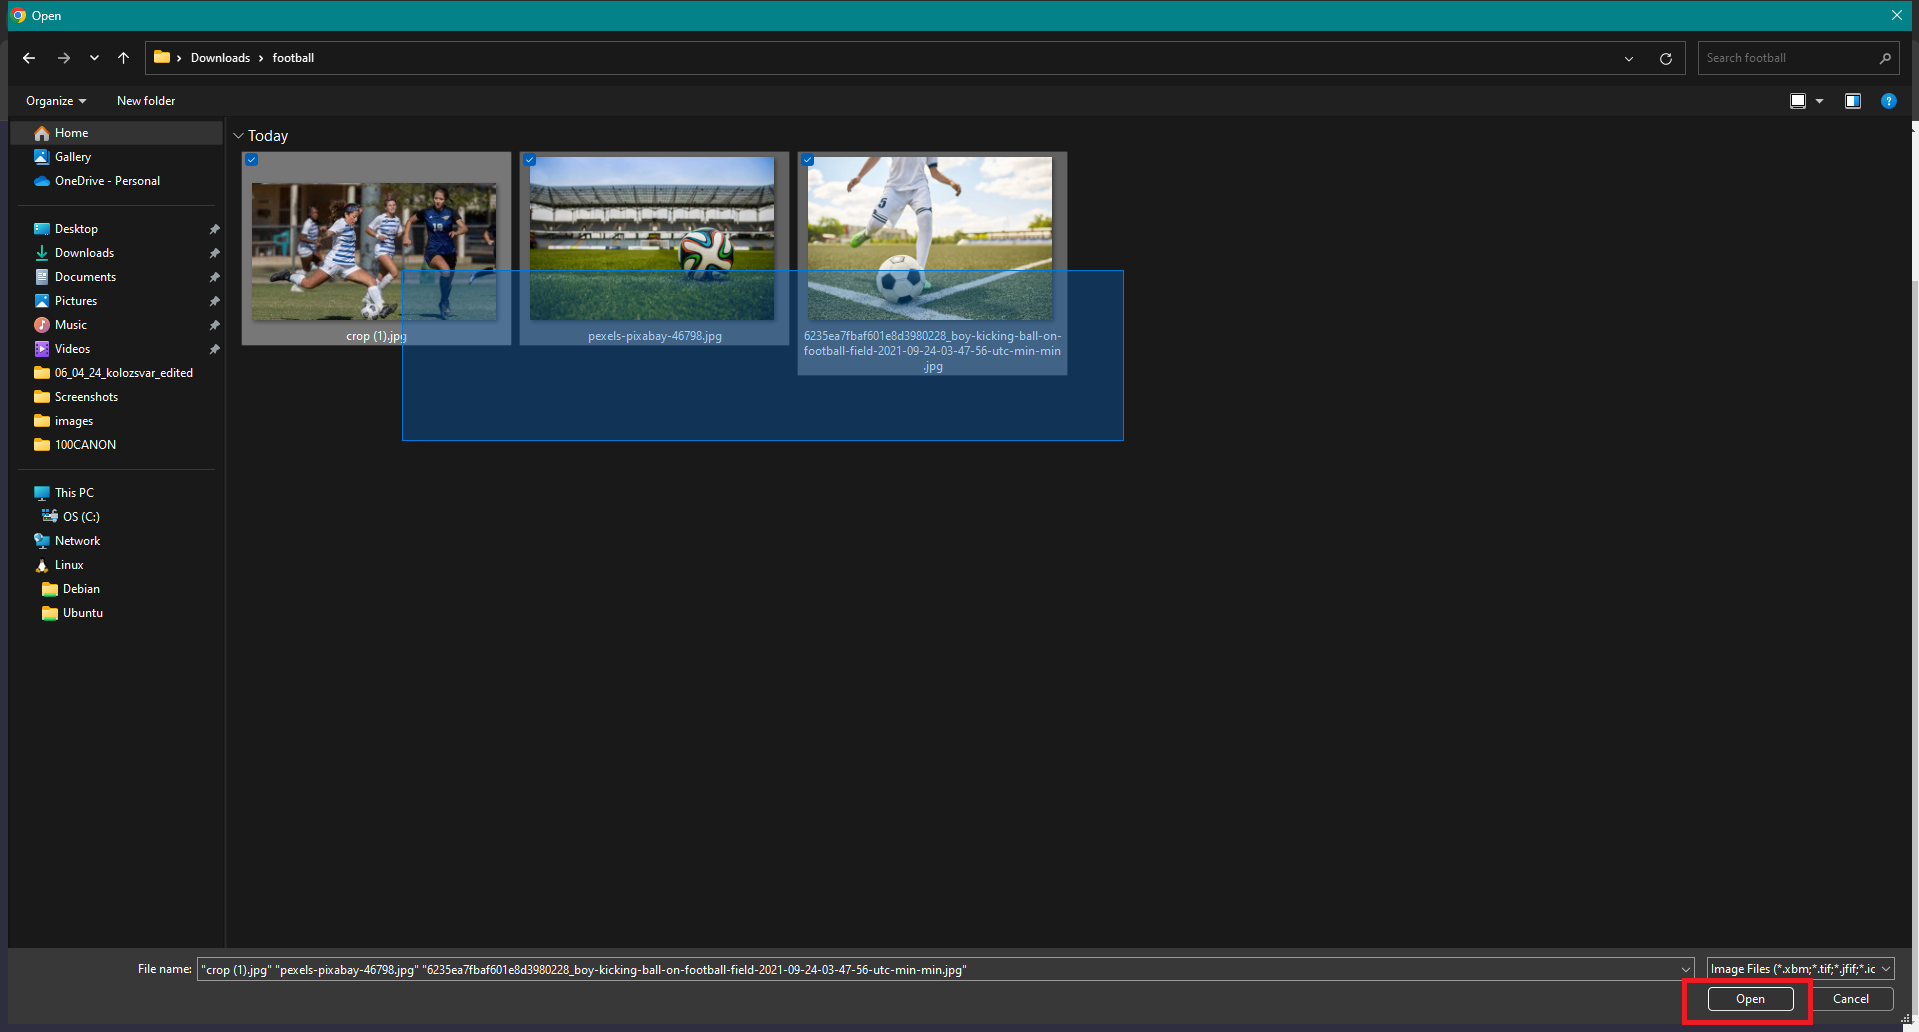 Open
Downloads
football
Search football
Organize
New folder
Home
Gallery
OneDrive - Personal
Desktop
Downloads
Documents
Pictures
Music
Videos
06_04_24_kolozsvar_edited
Screenshots
images
100CANON
This PC
OS (C:)
Network
Linux
Debian
Ubuntu
Today
10
5
crop (1).jpg
pexels-pixabay-46798.jpg
6235ea7fbaf601e8d3980228_boy-kicking-ball-on-
football-field-2021-09-24-03-47-56-utc-min-min
.jpg
File name:
"crop (1).jpg" "pexels-pixabay-46798.jpg" "6235ea7fbaf601e8d3980228_boy-kicking-ball-on-football-field-2021-09-24-03-47-56-utc-min-min.jpg"
Image Files (*.xbm;*.tif;*.jfif;*.ic
Open
Cancel